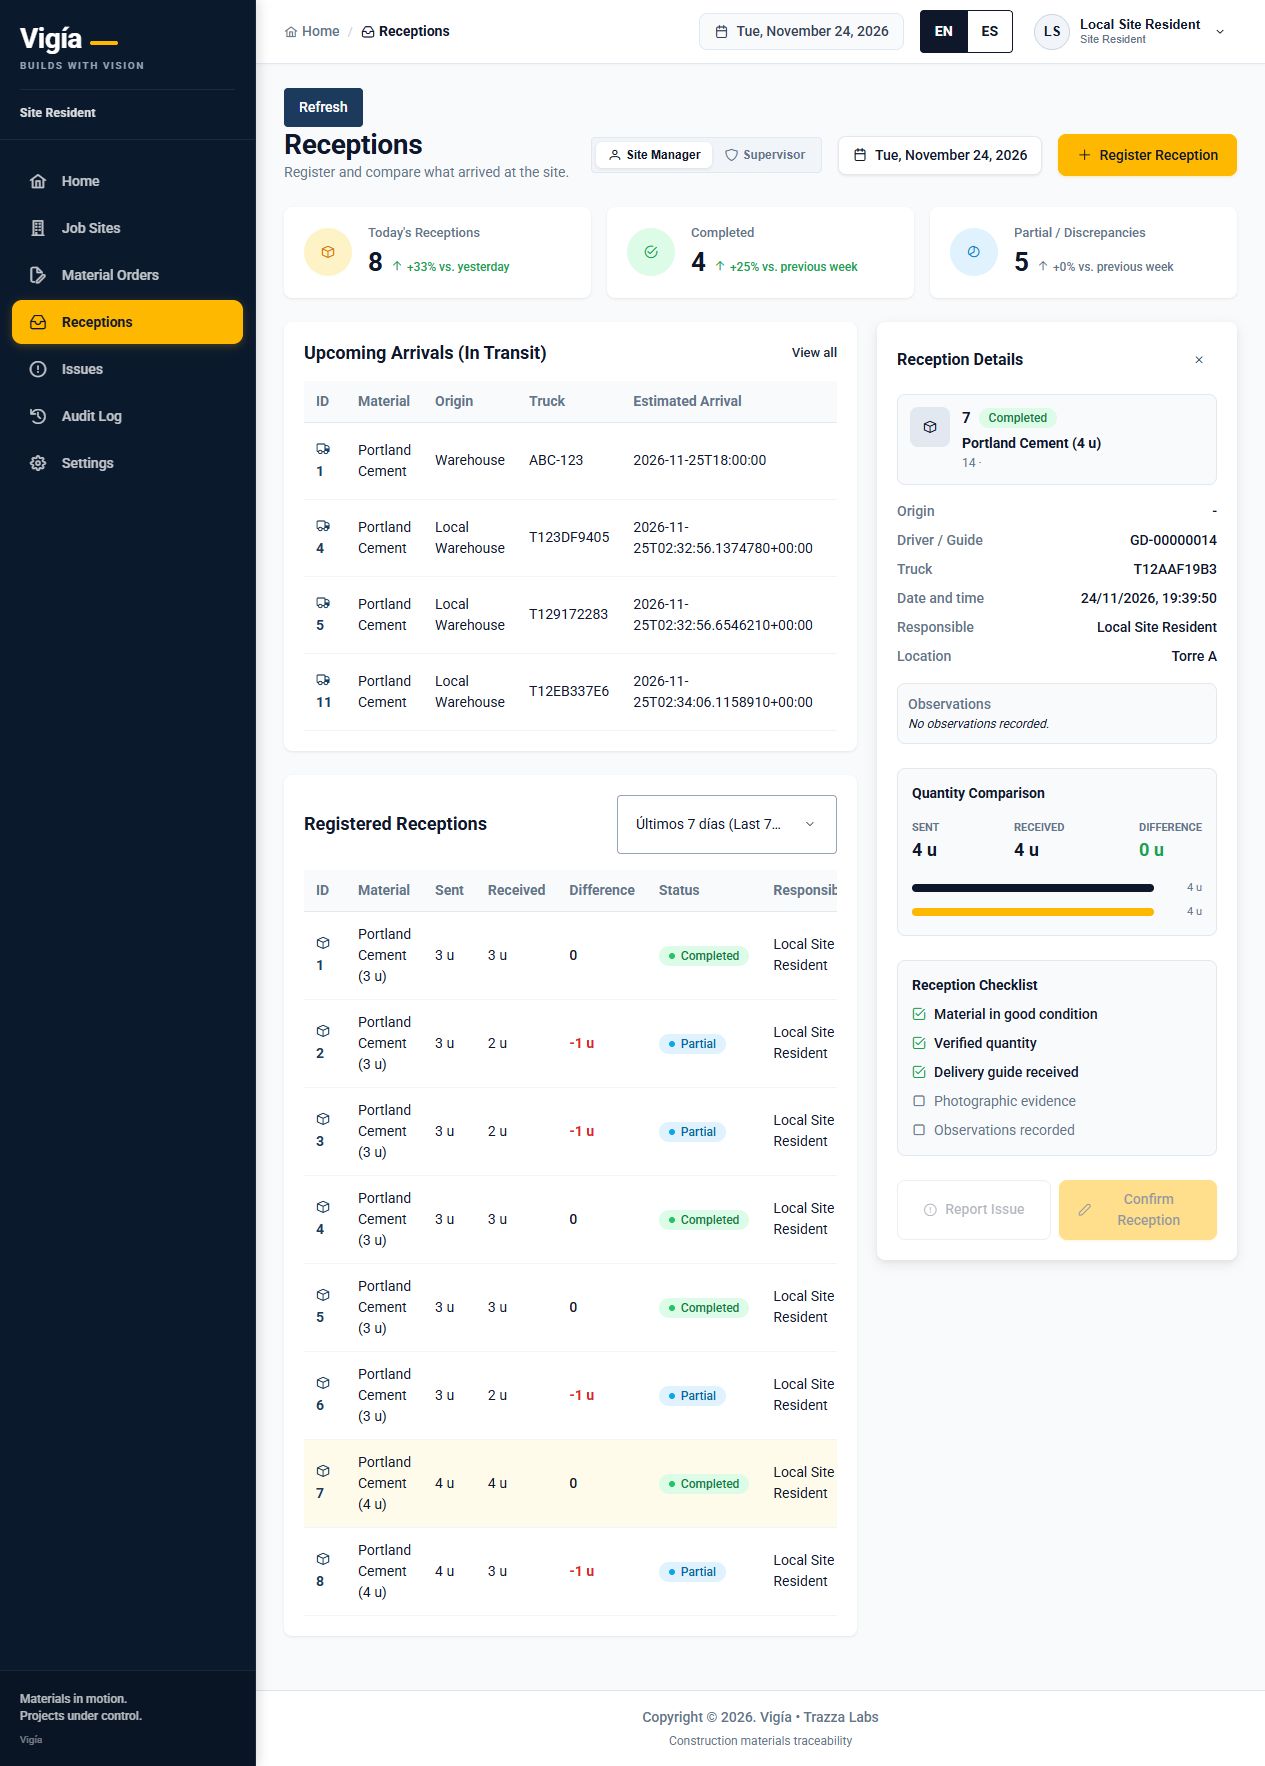 Vigía
BUILDS WITH VISION
Site Resident
Home
Job Sites
Material Orders
Receptions
Issues
Audit Log
Settings
Materials in motion.
Projects under control.
Vigía
Home / Receptions
Tue, November 24, 2026
EN ES
LS
Local Site Resident
Site Resident
Refresh
Receptions
Register and compare what arrived at the site.
Site Manager Supervisor
Tue, November 24, 2026
+ Register Reception
Today's Receptions
8 ↑ +33% vs. yesterday
Completed
4 ↑ +25% vs. previous week
Partial / Discrepancies
5 ↑ +0% vs. previous week
Upcoming Arrivals (In Transit) View all
ID Material Origin Truck Estimated Arrival
1 Portland Cement Warehouse ABC-123 2026-11-25T18:00:00
4 Portland Cement Local Warehouse T123DF9405 2026-11-25T02:32:56.1374780+00:00
5 Portland Cement Local Warehouse T129172283 2026-11-25T02:32:56.6546210+00:00
11 Portland Cement Local Warehouse T12EB337E6 2026-11-25T02:34:06.1158910+00:00
Registered Receptions Últimos 7 días (Last 7...
ID Material Sent Received Difference Status Responsib
1 Portland Cement (3 u) 3 u 3 u 0 Completed Local Site Resident
2 Portland Cement (3 u) 3 u 2 u -1 u Partial Local Site Resident
3 Portland Cement (3 u) 3 u 2 u -1 u Partial Local Site Resident
4 Portland Cement (3 u) 3 u 3 u 0 Completed Local Site Resident
5 Portland Cement (3 u) 3 u 3 u 0 Completed Local Site Resident
6 Portland Cement (3 u) 3 u 2 u -1 u Partial Local Site Resident
7 Portland Cement (4 u) 4 u 4 u 0 Completed Local Site Resident
8 Portland Cement (4 u) 4 u 3 u -1 u Partial Local Site Resident
Reception Details ×
7 Completed
Portland Cement (4 u)
14 ·
Origin -
Driver / Guide GD-00000014
Truck T12AAF19B3
Date and time 24/11/2026, 19:39:50
Responsible Local Site Resident
Location Torre A
Observations
No observations recorded.
Quantity Comparison
SENT RECEIVED DIFFERENCE
4 u 4 u 0 u
4 u
4 u
Reception Checklist
Material in good condition
Verified quantity
Delivery guide received
Photographic evidence
Observations recorded
Report Issue
Confirm Reception
Copyright © 2026. Vigía • Trazza Labs
Construction materials traceability